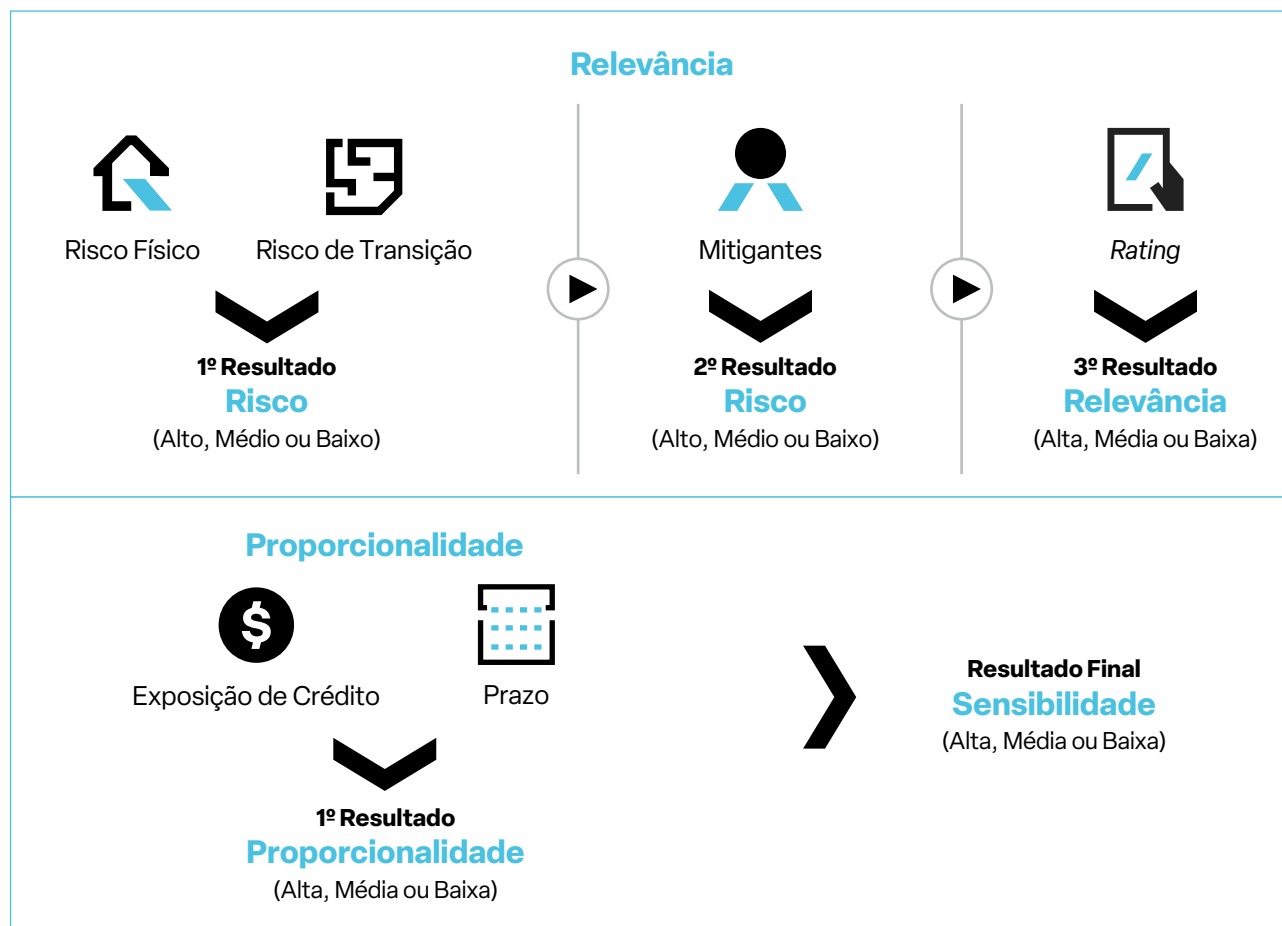 Relevância
Risco Físico
Risco de Transição
1º Resultado
Risco
(Alto, Médio ou Baixo)
Mitigantes
2º Resultado
Risco
(Alto, Médio ou Baixo)
Rating
3º Resultado
Relevância
(Alta, Média ou Baixa)
Proporcionalidade
$
Exposição de Crédito
Prazo
1º Resultado
Proporcionalidade
(Alta, Média ou Baixa)
Resultado Final
Sensibilidade
(Alta, Média ou Baixa)